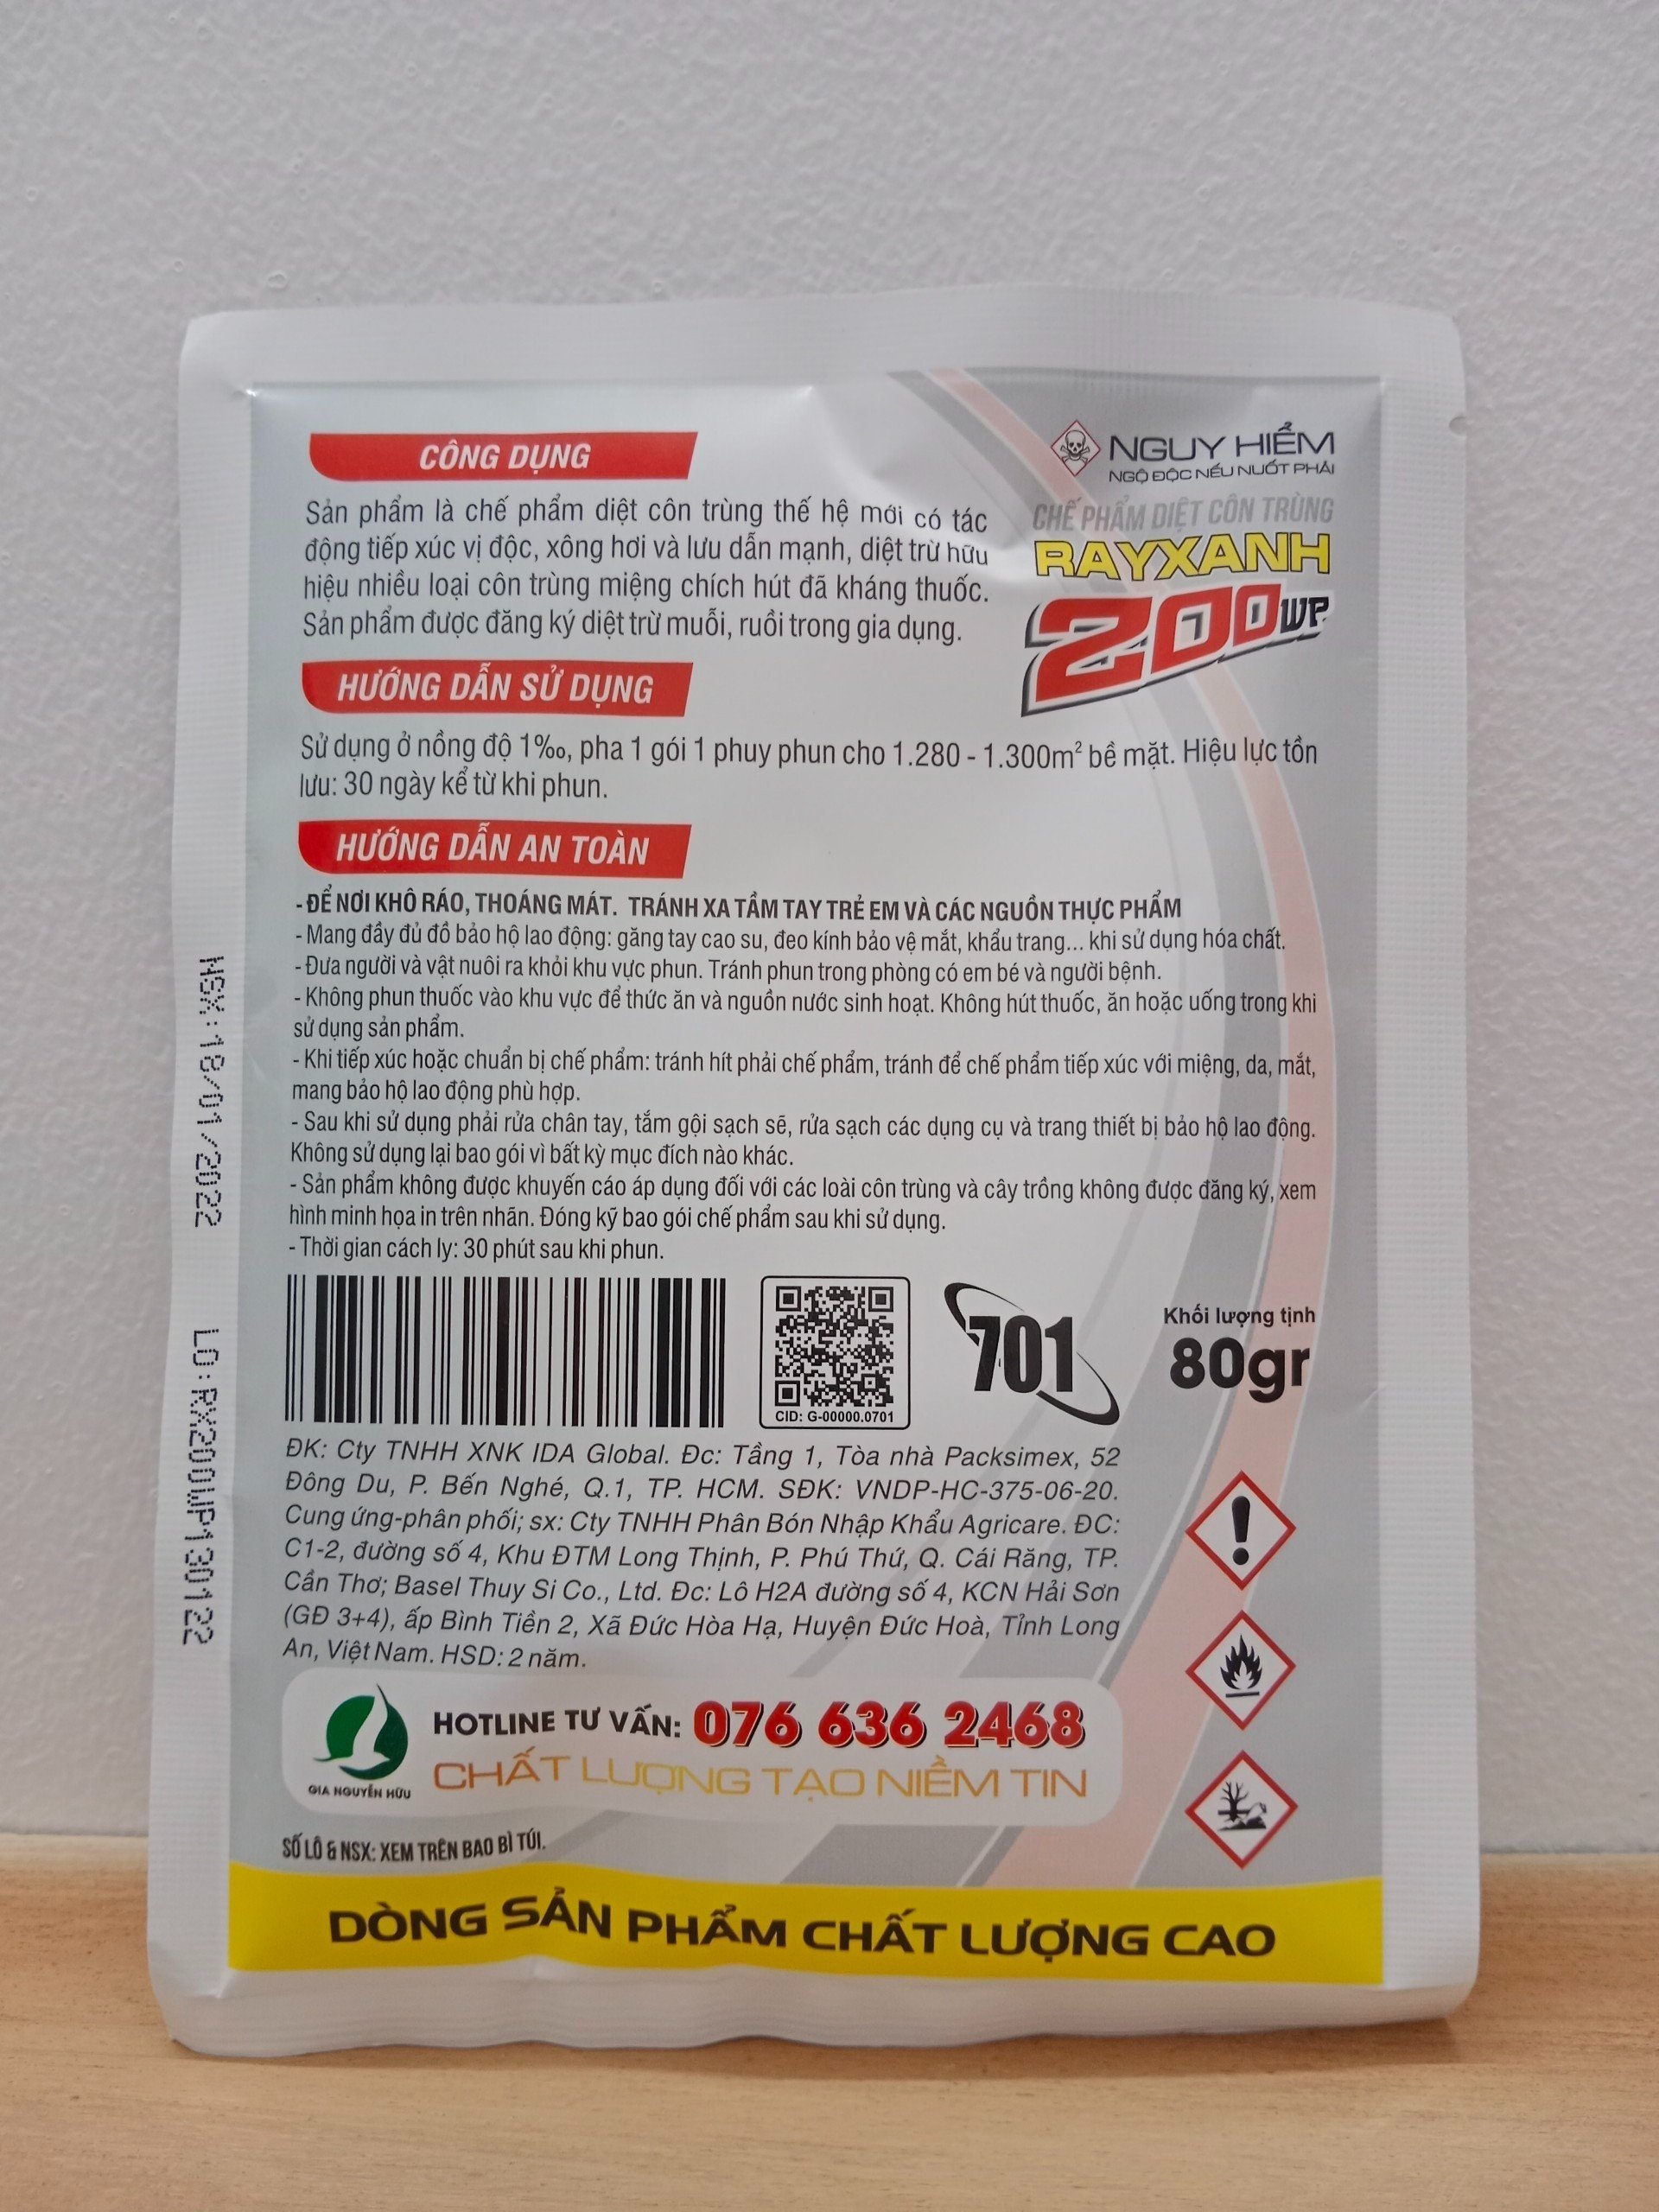 CÔNG DỤNG
Sản phẩm là chế phẩm diệt côn trùng thế hệ mới có tác
động tiếp xúc vị độc, xông hơi và lưu dẫn mạnh, diệt trừ hữu
hiệu nhiều loại côn trùng miệng chích hút đã kháng thuốc.
Sản phẩm được đăng ký diệt trừ muỗi, ruồi trong gia dụng.
NGUY HIỂM
NGỘ ĐỘC NẾU NUỐT PHẢI
CHẾ PHẨM DIỆT CÔN TRÙNG
RAYXANH
200WP
HƯỚNG DẪN SỬ DỤNG
Sử dụng ở nồng độ 1‰, pha 1 gói 1 phuy phun cho 1.280 - 1.300m² bề mặt. Hiệu lực tồn
lưu: 30 ngày kể từ khi phun.
HƯỚNG DẪN AN TOÀN
- ĐỂ NƠI KHÔ RÁO, THOÁNG MÁT. TRÁNH XA TẦM TAY TRẺ EM VÀ CÁC NGUỒN THỰC PHẨM
- Mang đầy đủ đồ bảo hộ lao động: găng tay cao su, đeo kính bảo vệ mắt, khẩu trang... khi sử dụng hóa chất.
- Đưa người và vật nuôi ra khỏi khu vực phun. Tránh phun trong phòng có em bé và người bệnh.
- Không phun thuốc vào khu vực để thức ăn và nguồn nước sinh hoạt. Không hút thuốc, ăn hoặc uống trong khi
sử dụng sản phẩm.
- Khi tiếp xúc hoặc chuẩn bị chế phẩm: tránh hít phải chế phẩm, tránh để chế phẩm tiếp xúc với miệng, da, mắt,
mang bảo hộ lao động phù hợp.
- Sau khi sử dụng phải rửa chân tay, tắm gội sạch sẽ, rửa sạch các dụng cụ và trang thiết bị bảo hộ lao động.
Không sử dụng lại bao gói vì bất kỳ mục đích nào khác.
- Sản phẩm không được khuyến cáo áp dụng đối với các loài côn trùng và cây trồng không được đăng ký, xem
hình minh họa in trên nhãn. Đóng kỹ bao gói chế phẩm sau khi sử dụng.
- Thời gian cách ly: 30 phút sau khi phun.
CID: G-00000.0701
701
Khối lượng tịnh
80gr
ĐK: Cty TNHH XNK IDA Global. Đc: Tầng 1, Tòa nhà Packsimex, 52
Đông Du, P. Bến Nghé, Q.1, TP. HCM. SĐK: VNDP-HC-375-06-20.
Cung ứng-phân phối; sx: Cty TNHH Phân Bón Nhập Khẩu Agricare. ĐC:
C1-2, đường số 4, Khu ĐTM Long Thịnh, P. Phú Thứ, Q. Cái Răng, TP.
Cần Thơ; Basel Thuy Si Co., Ltd. Đc: Lô H2A đường số 4, KCN Hải Sơn
(GĐ 3+4), ấp Bình Tiền 2, Xã Đức Hòa Hạ, Huyện Đức Hoà, Tỉnh Long
An, Việt Nam. HSD: 2 năm.
GIA NGUYỄN HỮU
HOTLINE TƯ VẤN: 076 636 2468
CHẤT LƯỢNG TẠO NIỀM TIN
SỐ LÔ & NSX: XEM TRÊN BAO BÌ TÚI.
DÒNG SẢN PHẨM CHẤT LƯỢNG CAO
NSX:18/01/2022 LO:RX200WP130122